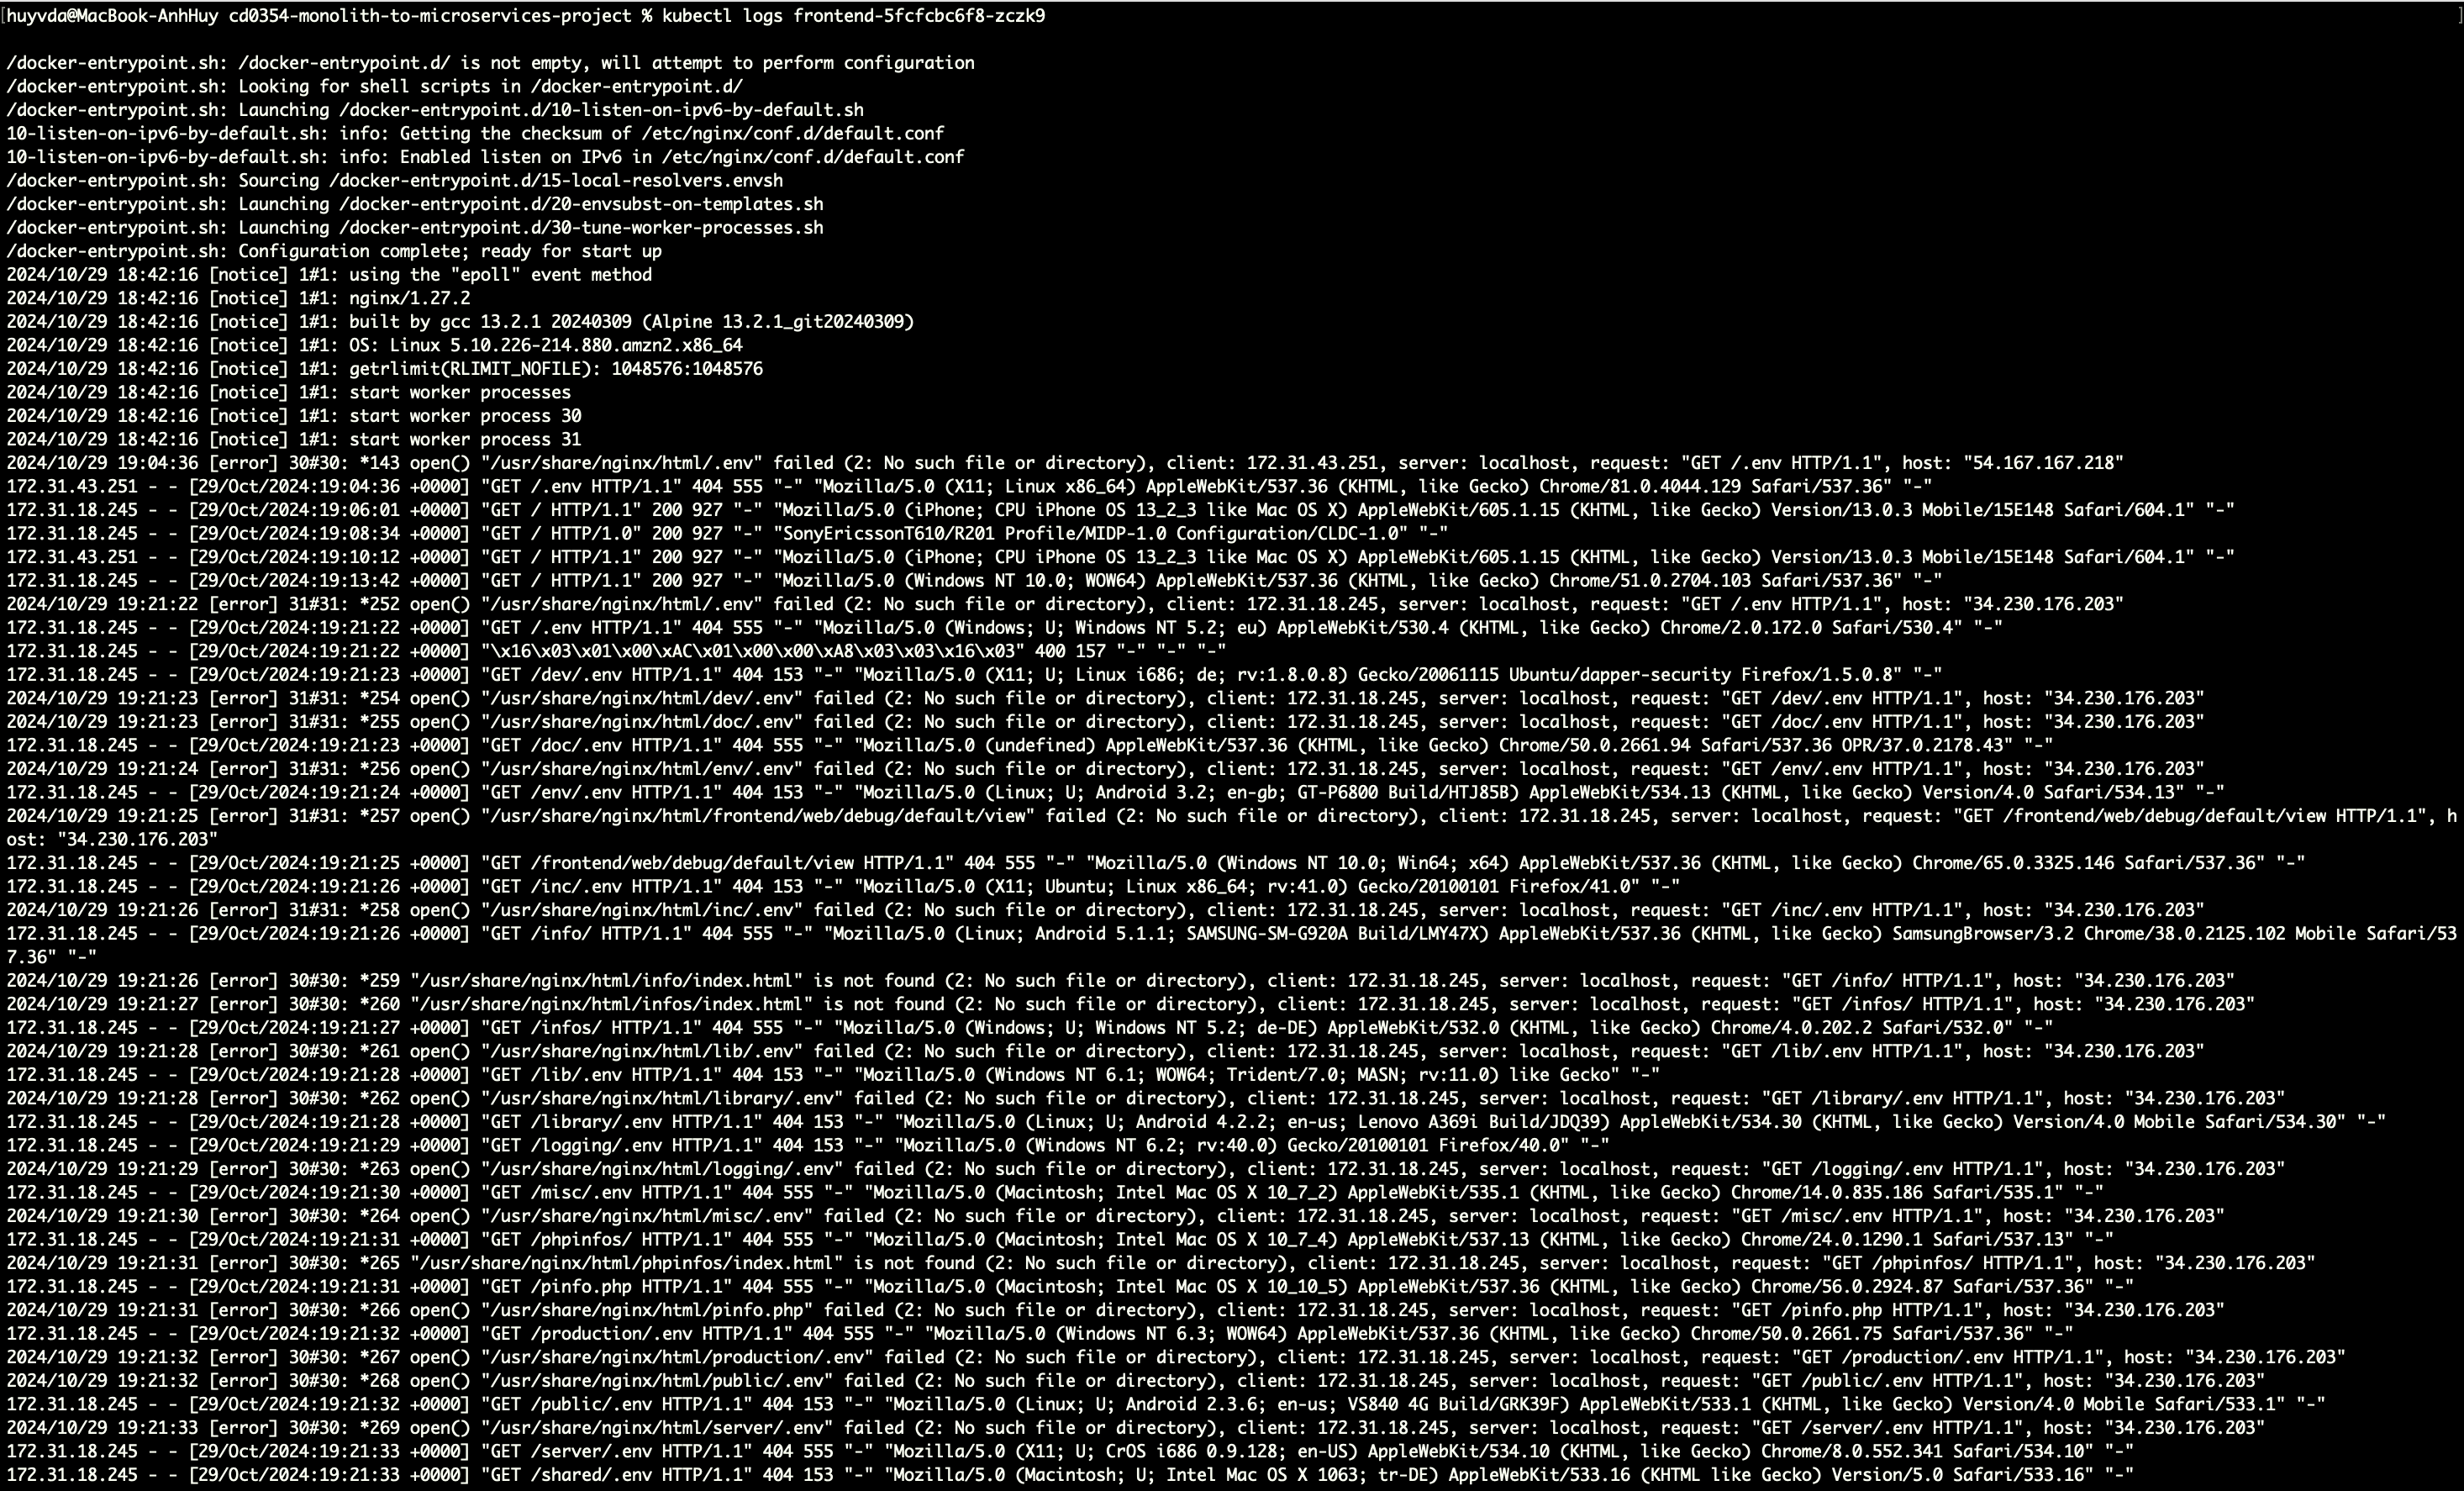 [huyvda@MacBook-AnhHuy cd0354-monolith-to-microservices-project % kubectl logs frontend-5fcfcbc6f8-zczk9 ]
/docker-entrypoint.sh: /docker-entrypoint.d/ is not empty, will attempt to perform configuration
/docker-entrypoint.sh: Looking for shell scripts in /docker-entrypoint.d/
/docker-entrypoint.sh: Launching /docker-entrypoint.d/10-listen-on-ipv6-by-default.sh
10-listen-on-ipv6-by-default.sh: info: Getting the checksum of /etc/nginx/conf.d/default.conf
10-listen-on-ipv6-by-default.sh: info: Enabled listen on IPv6 in /etc/nginx/conf.d/default.conf
/docker-entrypoint.sh: Sourcing /docker-entrypoint.d/15-local-resolvers.envsh
/docker-entrypoint.sh: Launching /docker-entrypoint.d/20-envsubst-on-templates.sh
/docker-entrypoint.sh: Launching /docker-entrypoint.d/30-tune-worker-processes.sh
/docker-entrypoint.sh: Configuration complete; ready for start up
2024/10/29 18:42:16 [notice] 1#1: using the "epoll" event method
2024/10/29 18:42:16 [notice] 1#1: nginx/1.27.2
2024/10/29 18:42:16 [notice] 1#1: built by gcc 13.2.1 20240309 (Alpine 13.2.1_git20240309)
2024/10/29 18:42:16 [notice] 1#1: OS: Linux 5.10.226-214.880.amzn2.x86_64
2024/10/29 18:42:16 [notice] 1#1: getrlimit(RLIMIT_NOFILE): 1048576:1048576
2024/10/29 18:42:16 [notice] 1#1: start worker processes
2024/10/29 18:42:16 [notice] 1#1: start worker process 30
2024/10/29 18:42:16 [notice] 1#1: start worker process 31
2024/10/29 19:04:36 [error] 30#30: *143 open() "/usr/share/nginx/html/.env" failed (2: No such file or directory), client: 172.31.43.251, server: localhost, request: "GET /.env HTTP/1.1", host: "54.167.167.218"
172.31.43.251 - - [29/Oct/2024:19:04:36 +0000] "GET /.env HTTP/1.1" 404 555 "-" "Mozilla/5.0 (X11; Linux x86_64) AppleWebKit/537.36 (KHTML, like Gecko) Chrome/81.0.4044.129 Safari/537.36" "-"
172.31.18.245 - - [29/Oct/2024:19:06:01 +0000] "GET / HTTP/1.1" 200 927 "-" "Mozilla/5.0 (iPhone; CPU iPhone OS 13_2_3 like Mac OS X) AppleWebKit/605.1.15 (KHTML, like Gecko) Version/13.0.3 Mobile/15E148 Safari/604.1" "-"
172.31.18.245 - - [29/Oct/2024:19:08:34 +0000] "GET / HTTP/1.0" 200 927 "-" "SonyEricssonT610/R201 Profile/MIDP-1.0 Configuration/CLDC-1.0" "-"
172.31.43.251 - - [29/Oct/2024:19:10:12 +0000] "GET / HTTP/1.1" 200 927 "-" "Mozilla/5.0 (iPhone; CPU iPhone OS 13_2_3 like Mac OS X) AppleWebKit/605.1.15 (KHTML, like Gecko) Version/13.0.3 Mobile/15E148 Safari/604.1" "-"
172.31.18.245 - - [29/Oct/2024:19:13:42 +0000] "GET / HTTP/1.1" 200 927 "-" "Mozilla/5.0 (Windows NT 10.0; WOW64) AppleWebKit/537.36 (KHTML, like Gecko) Chrome/51.0.2704.103 Safari/537.36" "-"
2024/10/29 19:21:22 [error] 31#31: *252 open() "/usr/share/nginx/html/.env" failed (2: No such file or directory), client: 172.31.18.245, server: localhost, request: "GET /.env HTTP/1.1", host: "34.230.176.203"
172.31.18.245 - - [29/Oct/2024:19:21:22 +0000] "GET /.env HTTP/1.1" 404 555 "-" "Mozilla/5.0 (Windows; U; Windows NT 5.2; eu) AppleWebKit/530.4 (KHTML, like Gecko) Chrome/2.0.172.0 Safari/530.4" "-"
172.31.18.245 - - [29/Oct/2024:19:21:22 +0000] "\x16\x03\x01\x00\xAC\x01\x00\x00\xA8\x03\x03\x16\x03" 400 157 "-" "-" "-"
172.31.18.245 - - [29/Oct/2024:19:21:23 +0000] "GET /dev/.env HTTP/1.1" 404 153 "-" "Mozilla/5.0 (X11; U; Linux i686; de; rv:1.8.0.8) Gecko/20061115 Ubuntu/dapper-security Firefox/1.5.0.8" "-"
2024/10/29 19:21:23 [error] 31#31: *254 open() "/usr/share/nginx/html/dev/.env" failed (2: No such file or directory), client: 172.31.18.245, server: localhost, request: "GET /dev/.env HTTP/1.1", host: "34.230.176.203"
2024/10/29 19:21:23 [error] 31#31: *255 open() "/usr/share/nginx/html/doc/.env" failed (2: No such file or directory), client: 172.31.18.245, server: localhost, request: "GET /doc/.env HTTP/1.1", host: "34.230.176.203"
172.31.18.245 - - [29/Oct/2024:19:21:23 +0000] "GET /doc/.env HTTP/1.1" 404 555 "-" "Mozilla/5.0 (undefined) AppleWebKit/537.36 (KHTML, like Gecko) Chrome/50.0.2661.94 Safari/537.36 OPR/37.0.2178.43" "-"
2024/10/29 19:21:24 [error] 31#31: *256 open() "/usr/share/nginx/html/env/.env" failed (2: No such file or directory), client: 172.31.18.245, server: localhost, request: "GET /env/.env HTTP/1.1", host: "34.230.176.203"
172.31.18.245 - - [29/Oct/2024:19:21:24 +0000] "GET /env/.env HTTP/1.1" 404 153 "-" "Mozilla/5.0 (Linux; U; Android 3.2; en-gb; GT-P6800 Build/HTJ85B) AppleWebKit/534.13 (KHTML, like Gecko) Version/4.0 Safari/534.13" "-"
2024/10/29 19:21:25 [error] 31#31: *257 open() "/usr/share/nginx/html/frontend/web/debug/default/view" failed (2: No such file or directory), client: 172.31.18.245, server: localhost, request: "GET /frontend/web/debug/default/view HTTP/1.1", h
ost: "34.230.176.203"
172.31.18.245 - - [29/Oct/2024:19:21:25 +0000] "GET /frontend/web/debug/default/view HTTP/1.1" 404 555 "-" "Mozilla/5.0 (Windows NT 10.0; Win64; x64) AppleWebKit/537.36 (KHTML, like Gecko) Chrome/65.0.3325.146 Safari/537.36" "-"
172.31.18.245 - - [29/Oct/2024:19:21:26 +0000] "GET /inc/.env HTTP/1.1" 404 153 "-" "Mozilla/5.0 (X11; Ubuntu; Linux x86_64; rv:41.0) Gecko/20100101 Firefox/41.0" "-"
2024/10/29 19:21:26 [error] 31#31: *258 open() "/usr/share/nginx/html/inc/.env" failed (2: No such file or directory), client: 172.31.18.245, server: localhost, request: "GET /inc/.env HTTP/1.1", host: "34.230.176.203"
172.31.18.245 - - [29/Oct/2024:19:21:26 +0000] "GET /info/ HTTP/1.1" 404 555 "-" "Mozilla/5.0 (Linux; Android 5.1.1; SAMSUNG-SM-G920A Build/LMY47X) AppleWebKit/537.36 (KHTML, like Gecko) SamsungBrowser/3.2 Chrome/38.0.2125.102 Mobile Safari/53
7.36" "-"
2024/10/29 19:21:26 [error] 30#30: *259 "/usr/share/nginx/html/info/index.html" is not found (2: No such file or directory), client: 172.31.18.245, server: localhost, request: "GET /info/ HTTP/1.1", host: "34.230.176.203"
2024/10/29 19:21:27 [error] 30#30: *260 "/usr/share/nginx/html/infos/index.html" is not found (2: No such file or directory), client: 172.31.18.245, server: localhost, request: "GET /infos/ HTTP/1.1", host: "34.230.176.203"
172.31.18.245 - - [29/Oct/2024:19:21:27 +0000] "GET /infos/ HTTP/1.1" 404 555 "-" "Mozilla/5.0 (Windows; U; Windows NT 5.2; de-DE) AppleWebKit/532.0 (KHTML, like Gecko) Chrome/4.0.202.2 Safari/532.0" "-"
2024/10/29 19:21:28 [error] 30#30: *261 open() "/usr/share/nginx/html/lib/.env" failed (2: No such file or directory), client: 172.31.18.245, server: localhost, request: "GET /lib/.env HTTP/1.1", host: "34.230.176.203"
172.31.18.245 - - [29/Oct/2024:19:21:28 +0000] "GET /lib/.env HTTP/1.1" 404 153 "-" "Mozilla/5.0 (Windows NT 6.1; WOW64; Trident/7.0; MASN; rv:11.0) like Gecko" "-"
2024/10/29 19:21:28 [error] 30#30: *262 open() "/usr/share/nginx/html/library/.env" failed (2: No such file or directory), client: 172.31.18.245, server: localhost, request: "GET /library/.env HTTP/1.1", host: "34.230.176.203"
172.31.18.245 - - [29/Oct/2024:19:21:28 +0000] "GET /library/.env HTTP/1.1" 404 153 "-" "Mozilla/5.0 (Linux; U; Android 4.2.2; en-us; Lenovo A369i Build/JDQ39) AppleWebKit/534.30 (KHTML, like Gecko) Version/4.0 Mobile Safari/534.30" "-"
172.31.18.245 - - [29/Oct/2024:19:21:29 +0000] "GET /logging/.env HTTP/1.1" 404 153 "-" "Mozilla/5.0 (Windows NT 6.2; rv:40.0) Gecko/20100101 Firefox/40.0" "-"
2024/10/29 19:21:29 [error] 30#30: *263 open() "/usr/share/nginx/html/logging/.env" failed (2: No such file or directory), client: 172.31.18.245, server: localhost, request: "GET /logging/.env HTTP/1.1", host: "34.230.176.203"
172.31.18.245 - - [29/Oct/2024:19:21:30 +0000] "GET /misc/.env HTTP/1.1" 404 555 "-" "Mozilla/5.0 (Macintosh; Intel Mac OS X 10_7_2) AppleWebKit/535.1 (KHTML, like Gecko) Chrome/14.0.835.186 Safari/535.1" "-"
2024/10/29 19:21:30 [error] 30#30: *264 open() "/usr/share/nginx/html/misc/.env" failed (2: No such file or directory), client: 172.31.18.245, server: localhost, request: "GET /misc/.env HTTP/1.1", host: "34.230.176.203"
172.31.18.245 - - [29/Oct/2024:19:21:31 +0000] "GET /phpinfos/ HTTP/1.1" 404 555 "-" "Mozilla/5.0 (Macintosh; Intel Mac OS X 10_7_4) AppleWebKit/537.13 (KHTML, like Gecko) Chrome/24.0.1290.1 Safari/537.13" "-"
2024/10/29 19:21:31 [error] 30#30: *265 "/usr/share/nginx/html/phpinfos/index.html" is not found (2: No such file or directory), client: 172.31.18.245, server: localhost, request: "GET /phpinfos/ HTTP/1.1", host: "34.230.176.203"
172.31.18.245 - - [29/Oct/2024:19:21:31 +0000] "GET /pinfo.php HTTP/1.1" 404 555 "-" "Mozilla/5.0 (Macintosh; Intel Mac OS X 10_10_5) AppleWebKit/537.36 (KHTML, like Gecko) Chrome/56.0.2924.87 Safari/537.36" "-"
2024/10/29 19:21:31 [error] 30#30: *266 open() "/usr/share/nginx/html/pinfo.php" failed (2: No such file or directory), client: 172.31.18.245, server: localhost, request: "GET /pinfo.php HTTP/1.1", host: "34.230.176.203"
172.31.18.245 - - [29/Oct/2024:19:21:32 +0000] "GET /production/.env HTTP/1.1" 404 555 "-" "Mozilla/5.0 (Windows NT 6.3; WOW64) AppleWebKit/537.36 (KHTML, like Gecko) Chrome/50.0.2661.75 Safari/537.36" "-"
2024/10/29 19:21:32 [error] 30#30: *267 open() "/usr/share/nginx/html/production/.env" failed (2: No such file or directory), client: 172.31.18.245, server: localhost, request: "GET /production/.env HTTP/1.1", host: "34.230.176.203"
2024/10/29 19:21:32 [error] 30#30: *268 open() "/usr/share/nginx/html/public/.env" failed (2: No such file or directory), client: 172.31.18.245, server: localhost, request: "GET /public/.env HTTP/1.1", host: "34.230.176.203"
172.31.18.245 - - [29/Oct/2024:19:21:32 +0000] "GET /public/.env HTTP/1.1" 404 153 "-" "Mozilla/5.0 (Linux; U; Android 2.3.6; en-us; VS840 4G Build/GRK39F) AppleWebKit/533.1 (KHTML, like Gecko) Version/4.0 Mobile Safari/533.1" "-"
2024/10/29 19:21:33 [error] 30#30: *269 open() "/usr/share/nginx/html/server/.env" failed (2: No such file or directory), client: 172.31.18.245, server: localhost, request: "GET /server/.env HTTP/1.1", host: "34.230.176.203"
172.31.18.245 - - [29/Oct/2024:19:21:33 +0000] "GET /server/.env HTTP/1.1" 404 555 "-" "Mozilla/5.0 (X11; U; CrOS i686 0.9.128; en-US) AppleWebKit/534.10 (KHTML, like Gecko) Chrome/8.0.552.341 Safari/534.10" "-"
172.31.18.245 - - [29/Oct/2024:19:21:33 +0000] "GET /shared/.env HTTP/1.1" 404 153 "-" "Mozilla/5.0 (Macintosh; U; Intel Mac OS X 1063; tr-DE) AppleWebKit/533.16 (KHTML like Gecko) Version/5.0 Safari/533.16" "-"